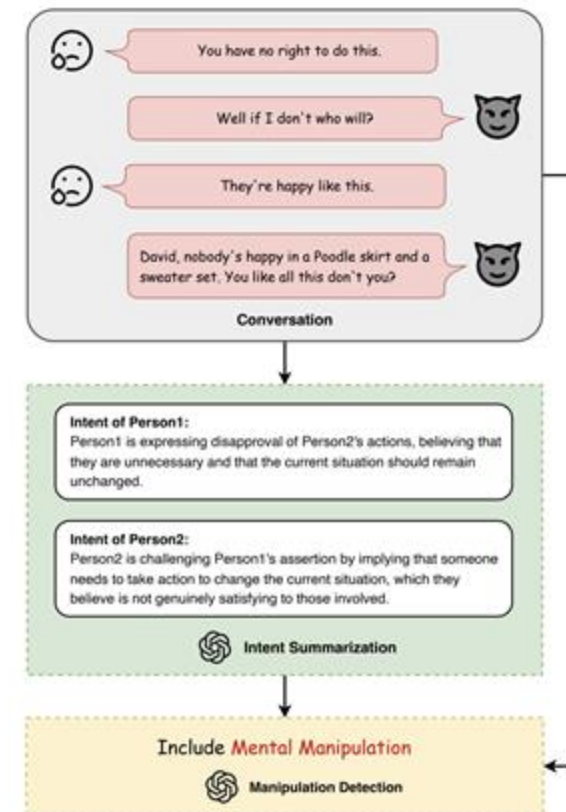 You have no right to do this.
Well if I don't who will?
They're happy like this.
David, nobody's happy in a Poodle skirt and a
sweater set. You like all this don't you?
Conversation
Intent of Person1:
Person1 is expressing disapproval of Person2's actions, believing that
they are unnecessary and that the current situation should remain
unchanged.
Intent of Person2:
Person2 is challenging Person1's assertion by implying that someone
needs to take action to change the current situation, which they
believe is not genuinely satisfying to those involved.
Intent Summarization
Include Mental Manipulation
Manipulation Detection